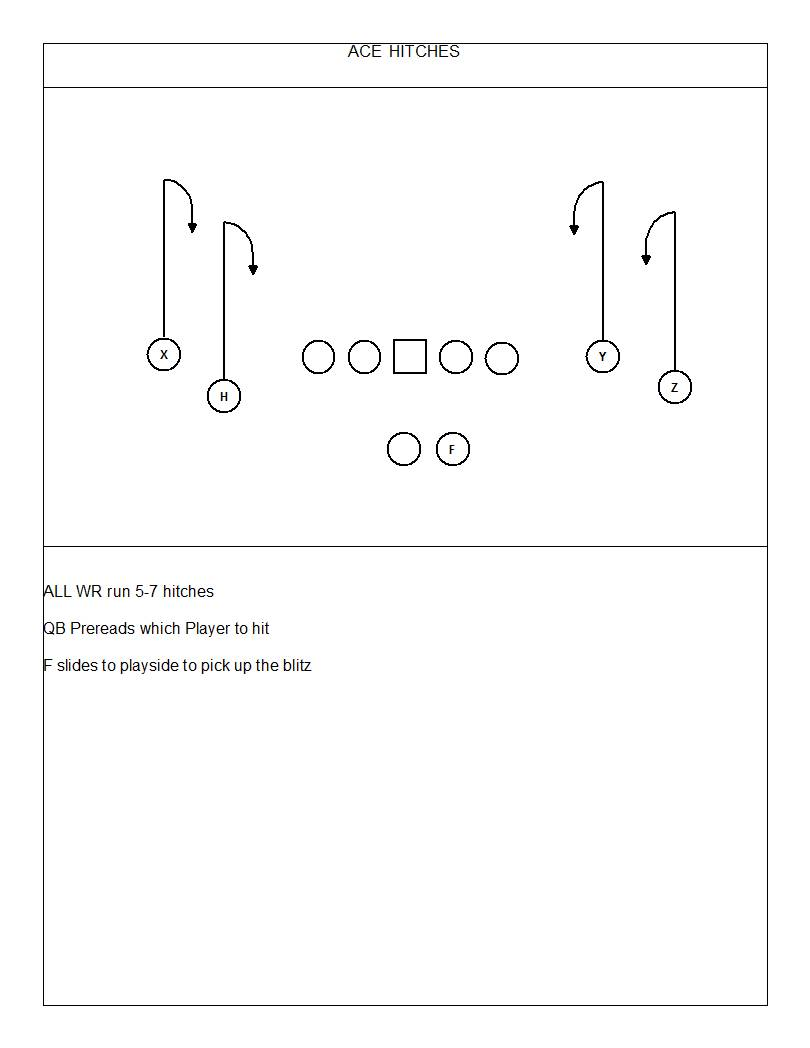 ACE HITCHES
X
H
Y
Z
F
ALL WR run 5-7 hitches
QB Prereads which Player to hit
F slides to playside to pick up the blitz